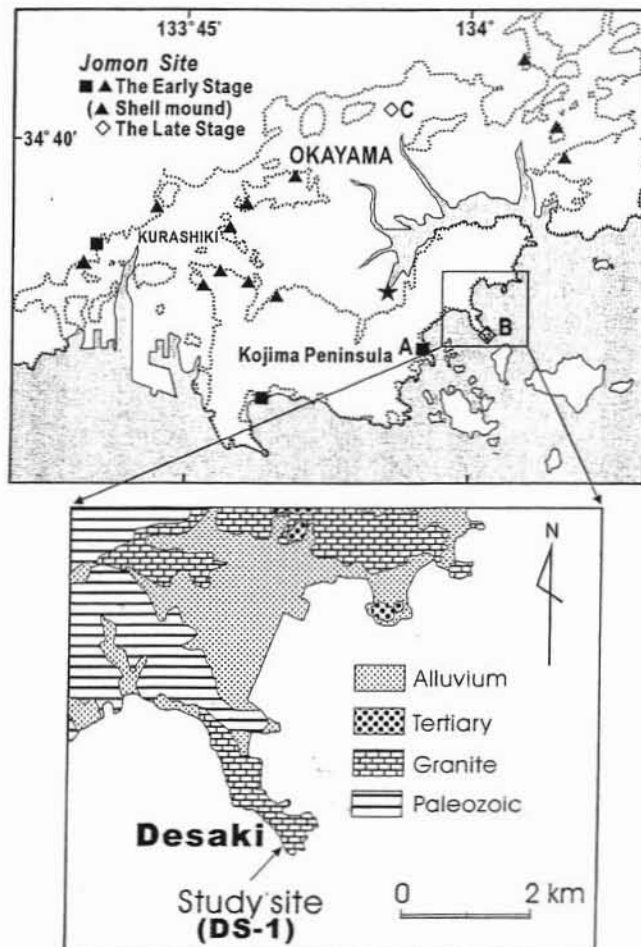 133°45'
134°
Jomon Site
The Early Stage
( Shell mound)
The Late Stage
C
34°40'
OKAYAMA
KURASHIKI
B
A
Kojima Peninsula
N
Alluvium
Tertiary
Granite
Paleozoic
Desaki
Study site
(DS-1)
0 2 km